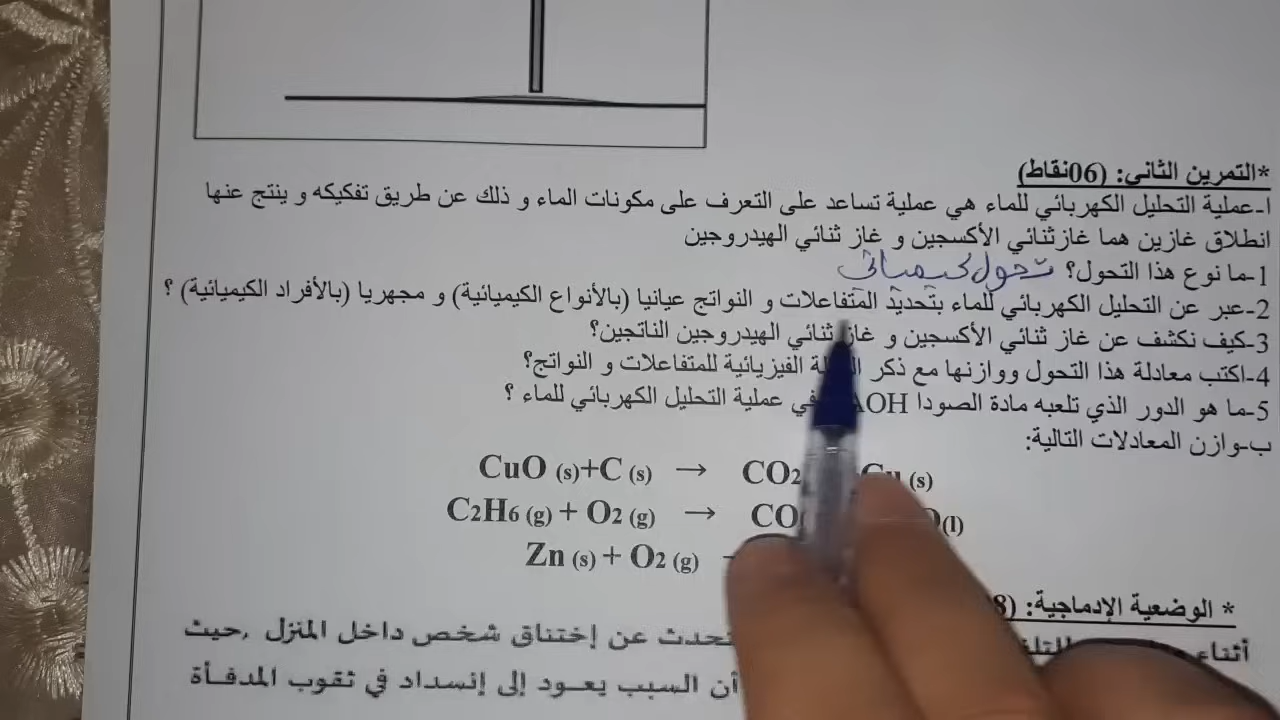 *التمرين الثاني: (06نقاط)
ا-عملية التحليل الكهربائي للماء هي عملية تساعد على التعرف على مكونات الماء و ذلك عن طريق تفكيكه و ينتج عنها
انطلاق غازين هما غازثنائي الأكسجين و غاز ثنائي الهيدروجين
1-ما نوع هذا التحول؟ تحول كيميائي
2-عبر عن التحليل الكهربائي للماء بتحديد المتفاعلات و النواتج عيانيا (بالأنواع الكيميائية) و مجهريا (بالأفراد الكيميائية) ؟
3-كيف نكشف عن غاز ثنائي الأكسجين و غاز ثنائي الهيدروجين الناتجين؟
4-اكتب معادلة هذا التحول ووازنها مع ذكر الفيزيائية للمتفاعلات و النواتج؟
5-ما هو الدور الذي تلعبه مادة الصودا في عملية التحليل الكهربائي للماء ؟
ب-وازن المعادلات التالية:
CuO (s)+C (s) → CO2 Cu (s)
C2H6 (g) + O2 (g) → CO (l)
Zn (s) + O2 (g)
* الوضعية الإدماجية:
أثناء تحدث عن إختناق شخص داخل المنزل ,حيث
أن السبب يعود إلى إنسداد في ثقوب المدفأة